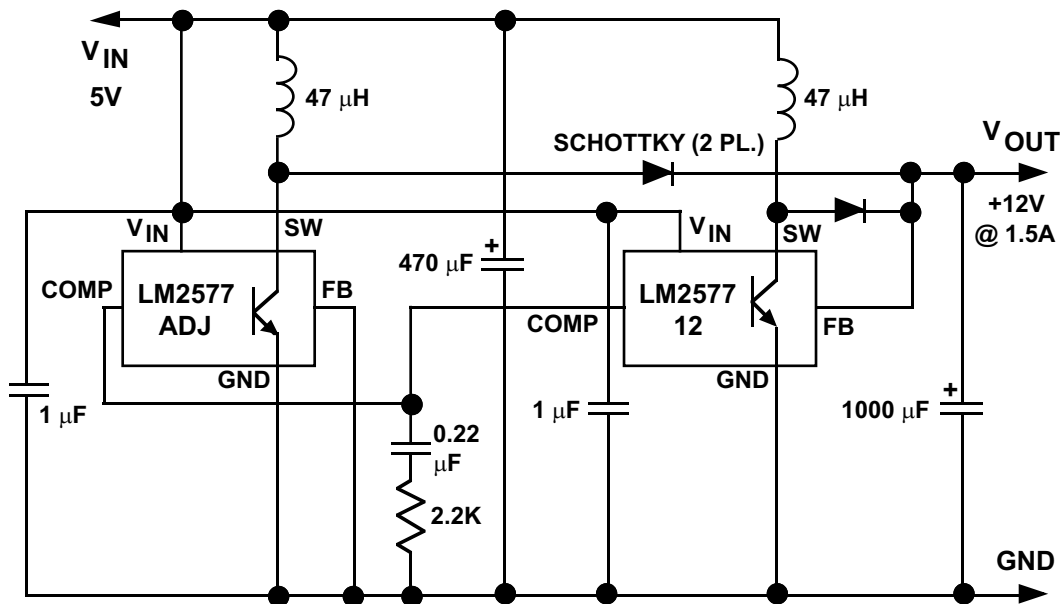 V IN
5V
47 μH
47 μH
SCHOTTKY (2 PL.)
V OUT
+12V
@ 1.5A
V IN
SW
V IN
SW
+
470 μF
COMP
LM2577
ADJ
FB
COMP
LM2577
12
FB
GND
GND
1 μF
0.22
μF
1 μF
+
1000 μF
2.2K
GND